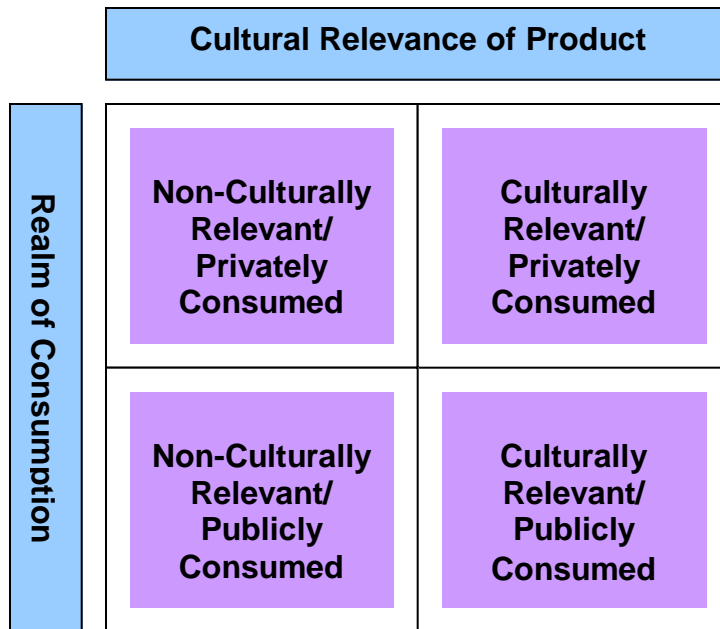 Cultural Relevance of Product
Realm of Consumption
Non-Culturally
Relevant/
Privately
Consumed
Culturally
Relevant/
Privately
Consumed
Non-Culturally
Relevant/
Publicly
Consumed
Culturally
Relevant/
Publicly
Consumed